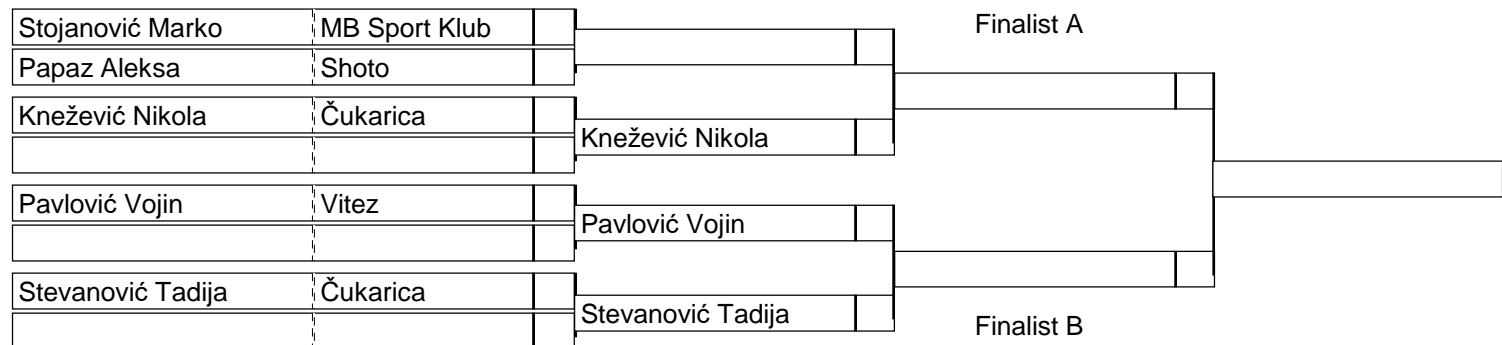 Stojanović Marko MB Sport Klub
Finalist A
Papaz Aleksa Shoto
Knežević Nikola Čukarica
Knežević Nikola
Pavlović Vojin Vitez
Pavlović Vojin
Stevanović Tadija Čukarica
Stevanović Tadija
Finalist B